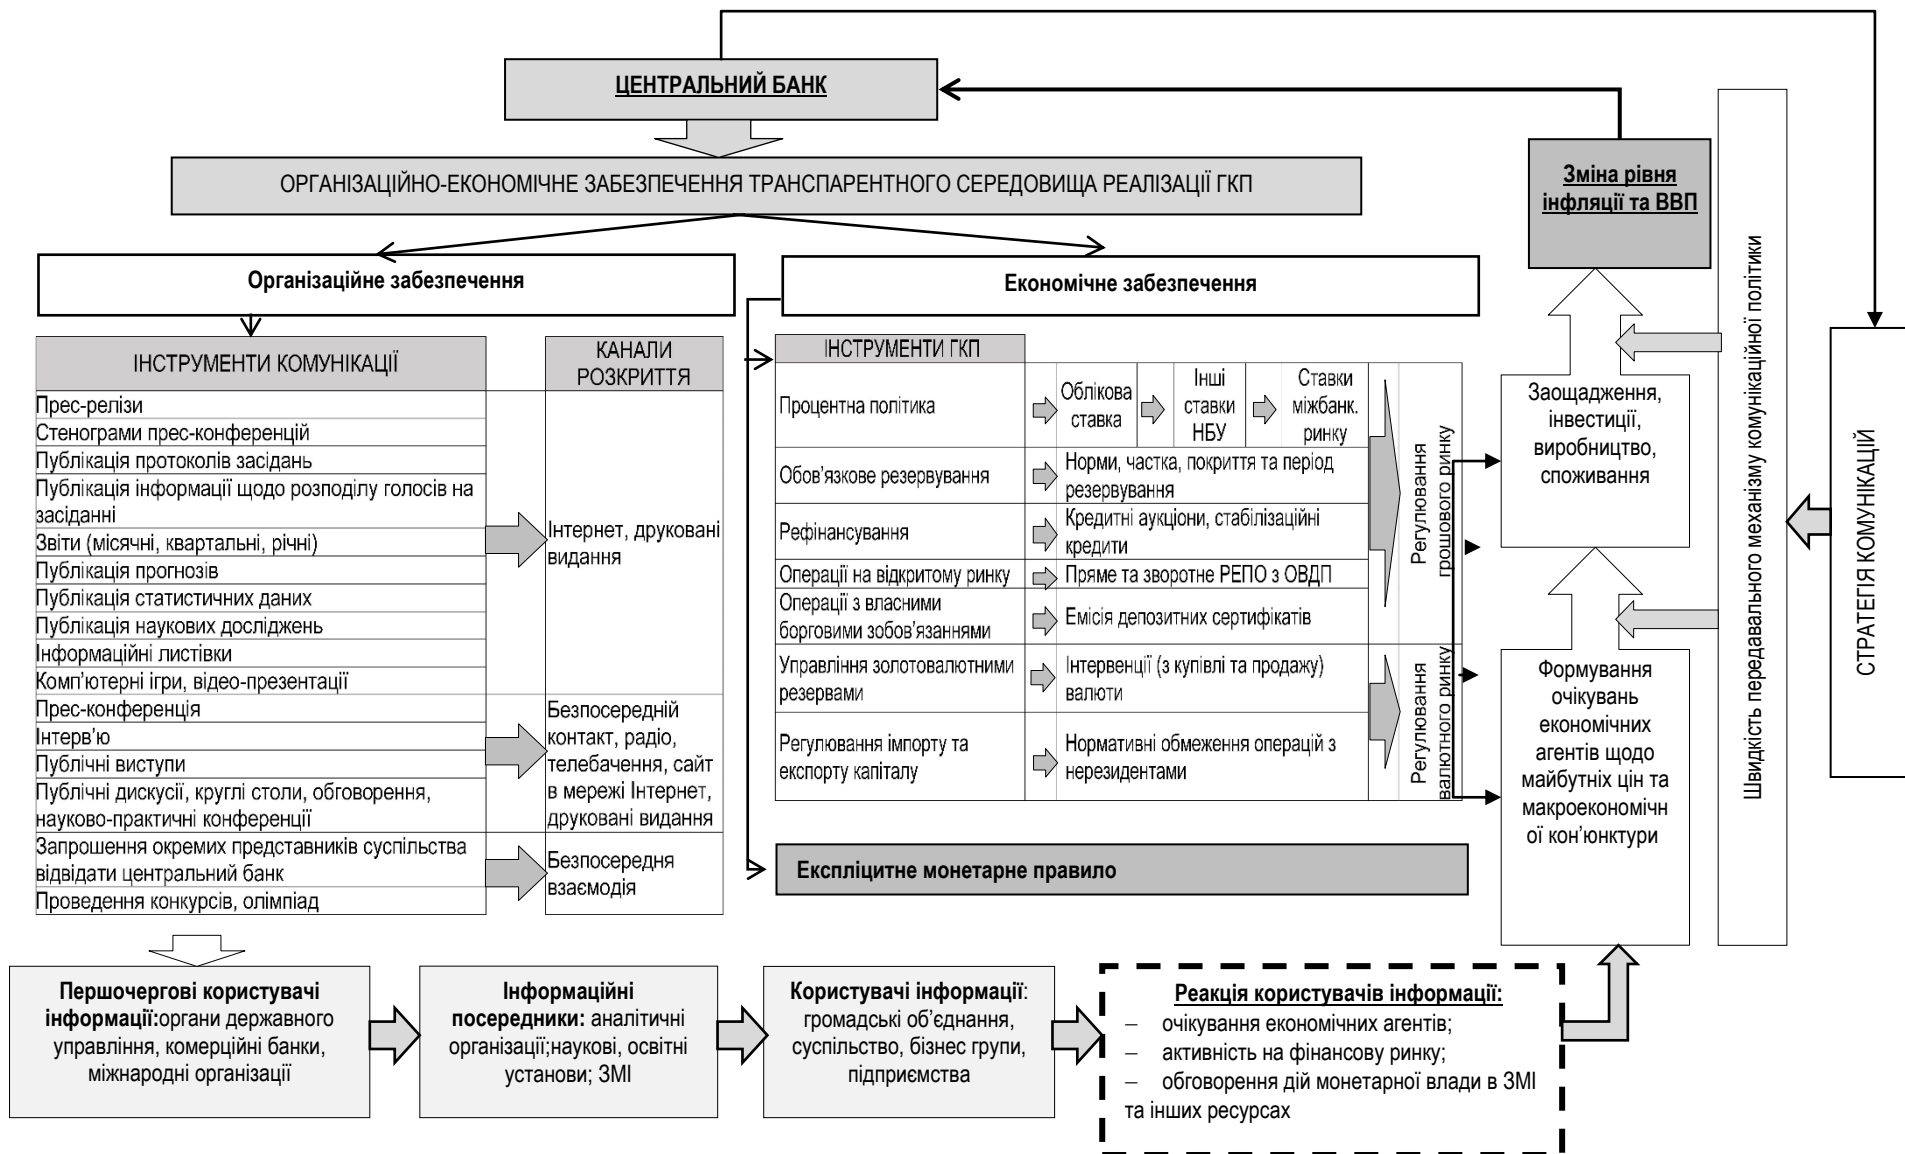 ЦЕНТРАЛЬНИЙ БАНК
ОРГАНІЗАЦІЙНО-ЕКОНОМІЧНЕ ЗАБЕЗПЕЧЕННЯ ТРАНСПАРЕНТНОГО СЕРЕДОВИЩА РЕАЛІЗАЦІЇ ГКП
Організаційне забезпечення
ІНСТРУМЕНТИ КОМУНІКАЦІЇ
КАНАЛИ
РОЗКРИТТЯ
Прес-релізи
Стенограми прес-конференцій
Публікація протоколів засідань
Публікація інформації щодо розподілу голосів на
засіданні
Звіти (місячні, квартальні, річні)
Публікація прогнозів
Публікація статистичних даних
Публікація наукових досліджень
Інформаційні листівки
Комп’ютерні ігри, відео-презентації
Інтернет, друковані
видання
Прес-конференція
Інтерв’ю
Публічні виступи
Публічні дискусії, круглі столи, обговорення,
науково-практичні конференції
Безпосередній
контакт, радіо,
телебачення, сайт
в мережі Інтернет,
друковані видання
Запрошення окремих представників суспільства
відвідати центральний банк
Проведення конкурсів, олімпіад
Безпосередня
взаємодія
Економічне забезпечення
ІНСТРУМЕНТИ ГКП
Процентна політика
Облікова
ставка
Інші
ставки
НБУ
Ставки
міжбанк.
ринку
Обов’язкове резервування
Норми, частка, покриття та період
резервування
Рефінансування
Кредитні аукціони, стабілізаційні
кредити
Операції на відкритому ринку
Пряме та зворотне РЕПО з ОВДП
Операції з власними
борговими зобов’язаннями
Емісія депозитних сертифікатів
Регулювання
грошового ринку
Управління золотовалютними
резервами
Інтервенції (з купівлі та продажу)
валюти
Регулювання імпорту та
експорту капіталу
Нормативні обмеження операцій з
нерезидентами
Регулювання
валютного ринку
Експліцитне монетарне правило
Зміна рівня
інфляції та ВВП
Заощадження,
інвестиції,
виробництво,
споживання
Формування
очікувань
економічних
агентів щодо
майбутніх цін та
макроекономічн
ої кон’юнктури
Швидкість передавального механізму комунікаційної політики
СТРАТЕГІЯ КОМУНІКАЦІЙ
Першочергові користувачі
інформації:органи державного
управління, комерційні банки,
міжнародні організації
Інформаційні
посередники: аналітичні
організації;наукові, освітні
установи; ЗМІ
Користувачі інформації:
громадські об’єднання,
суспільство, бізнес групи,
підприємства
Реакція користувачів інформації:
– очікування економічних агентів;
– активність на фінансову ринку;
– обговорення дій монетарної влади в ЗМІ
та інших ресурсах